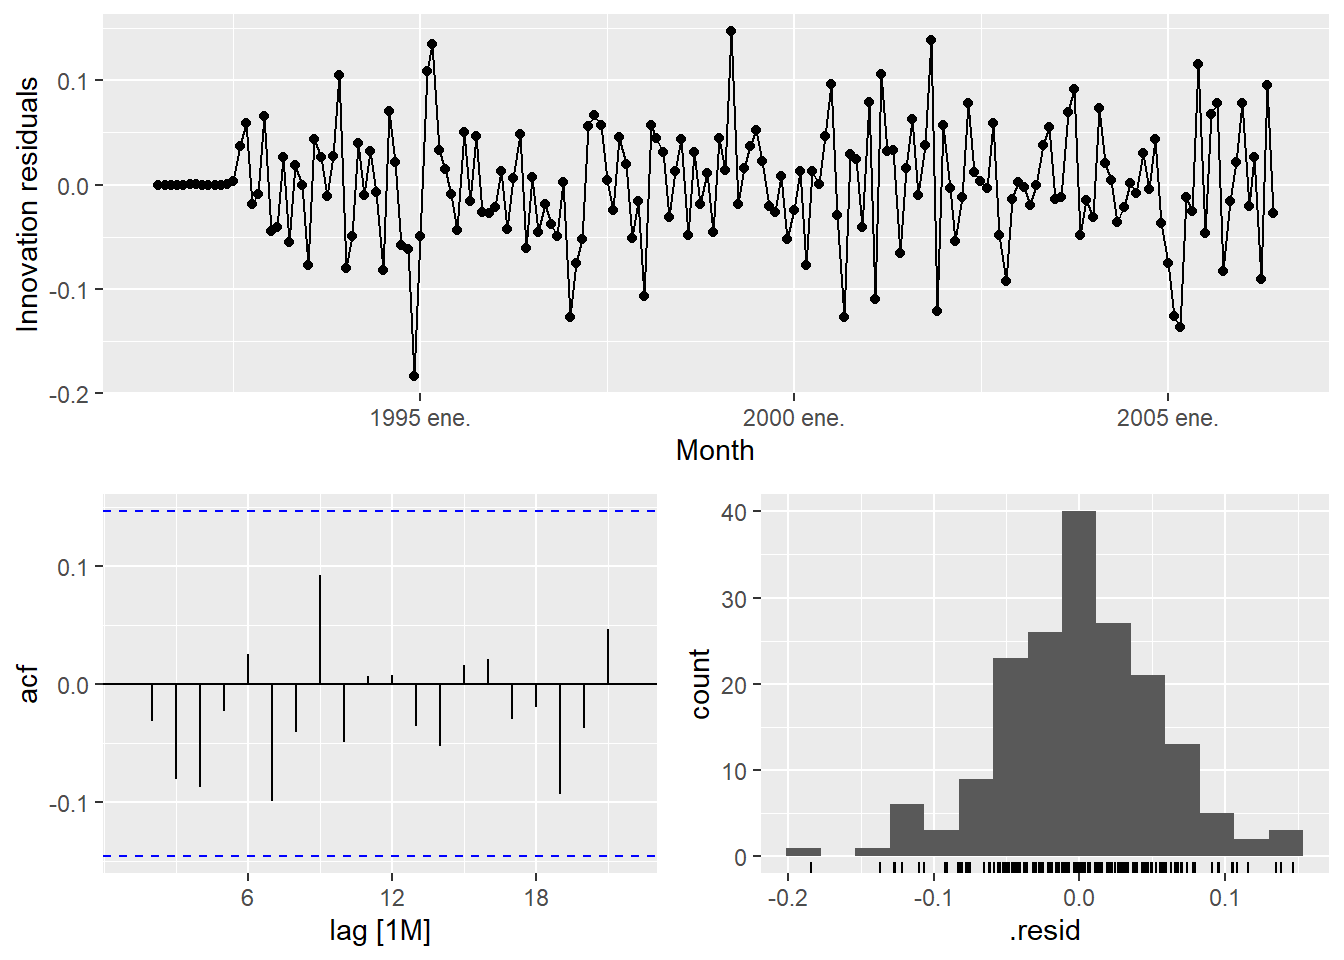 Innovation residuals
0.1
0.0
-0.1
-0.2
1995 ene.
2000 ene.
2005 ene.
Month
acf
0.1
0.0
-0.1
6
12
18
lag [1M]
count
40
30
20
10
0
-0.2
-0.1
0.0
0.1
.resid